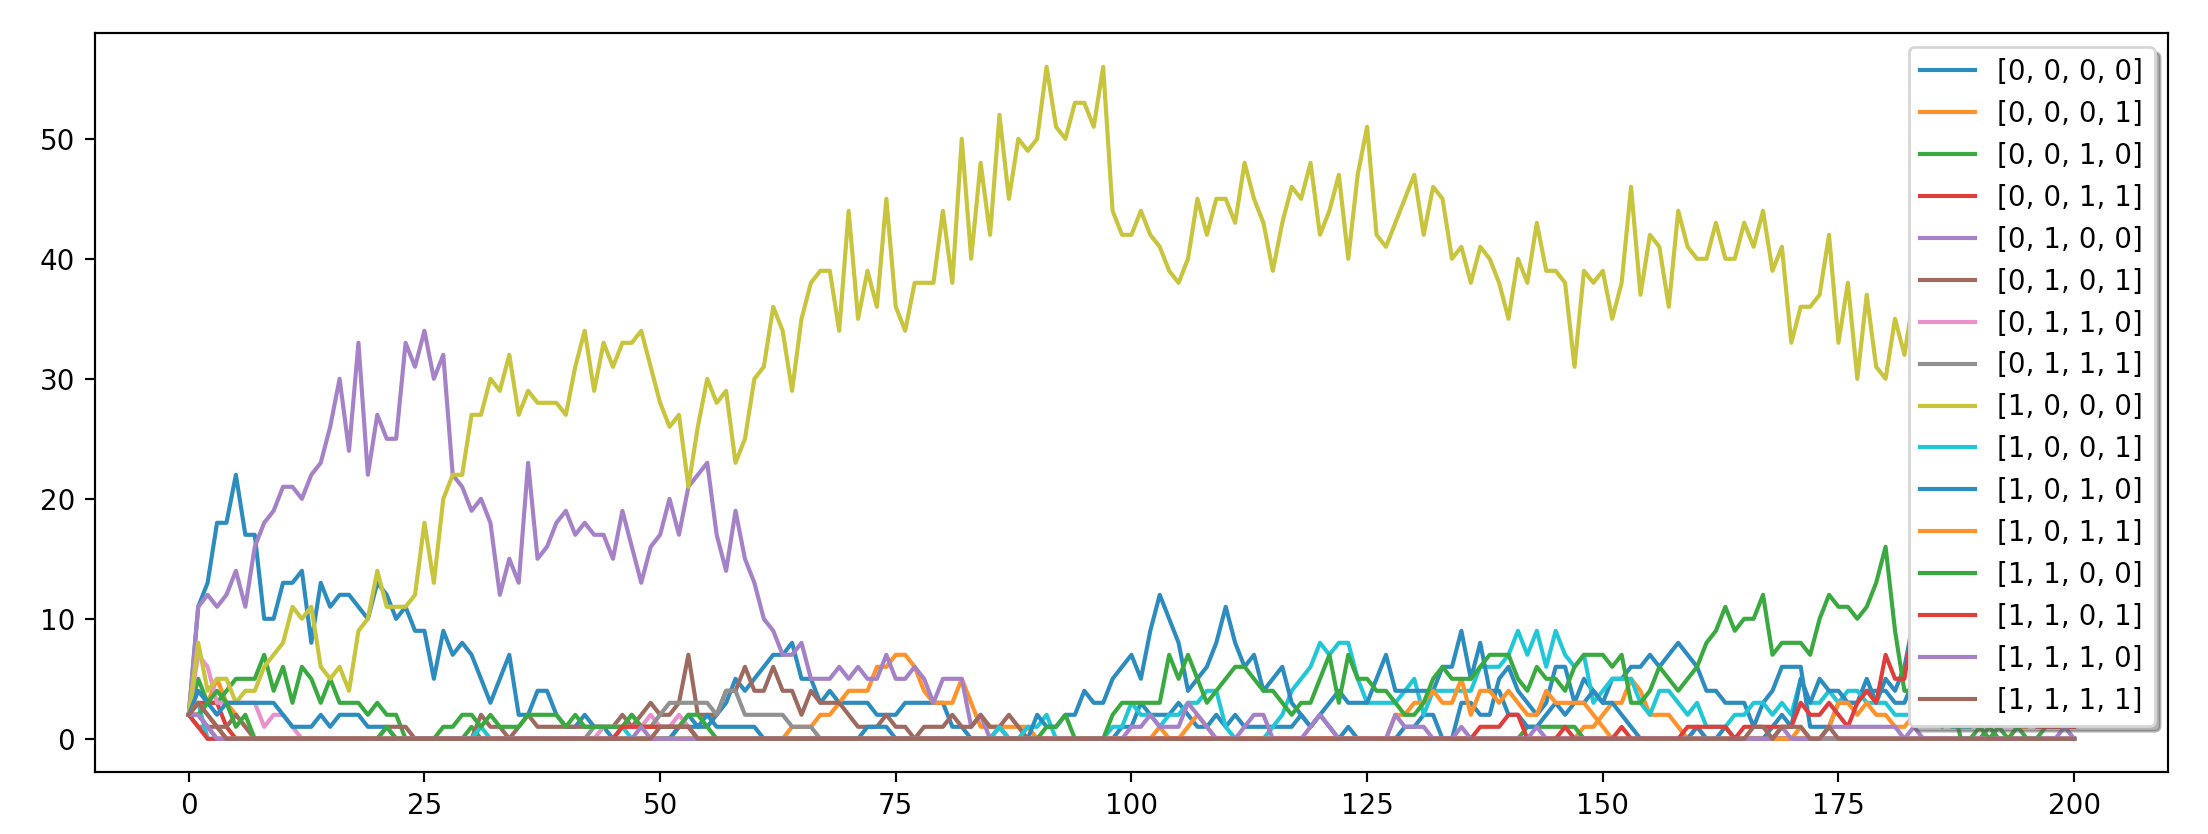 50
40
30
20
10
0
0 25 50 75 100 125 150 175 200
[0, 0, 0, 0]
[0, 0, 0, 1]
[0, 0, 1, 0]
[0, 0, 1, 1]
[0, 1, 0, 0]
[0, 1, 0, 1]
[0, 1, 1, 0]
[0, 1, 1, 1]
[1, 0, 0, 0]
[1, 0, 0, 1]
[1, 0, 1, 0]
[1, 0, 1, 1]
[1, 1, 0, 0]
[1, 1, 0, 1]
[1, 1, 1, 0]
[1, 1, 1, 1]